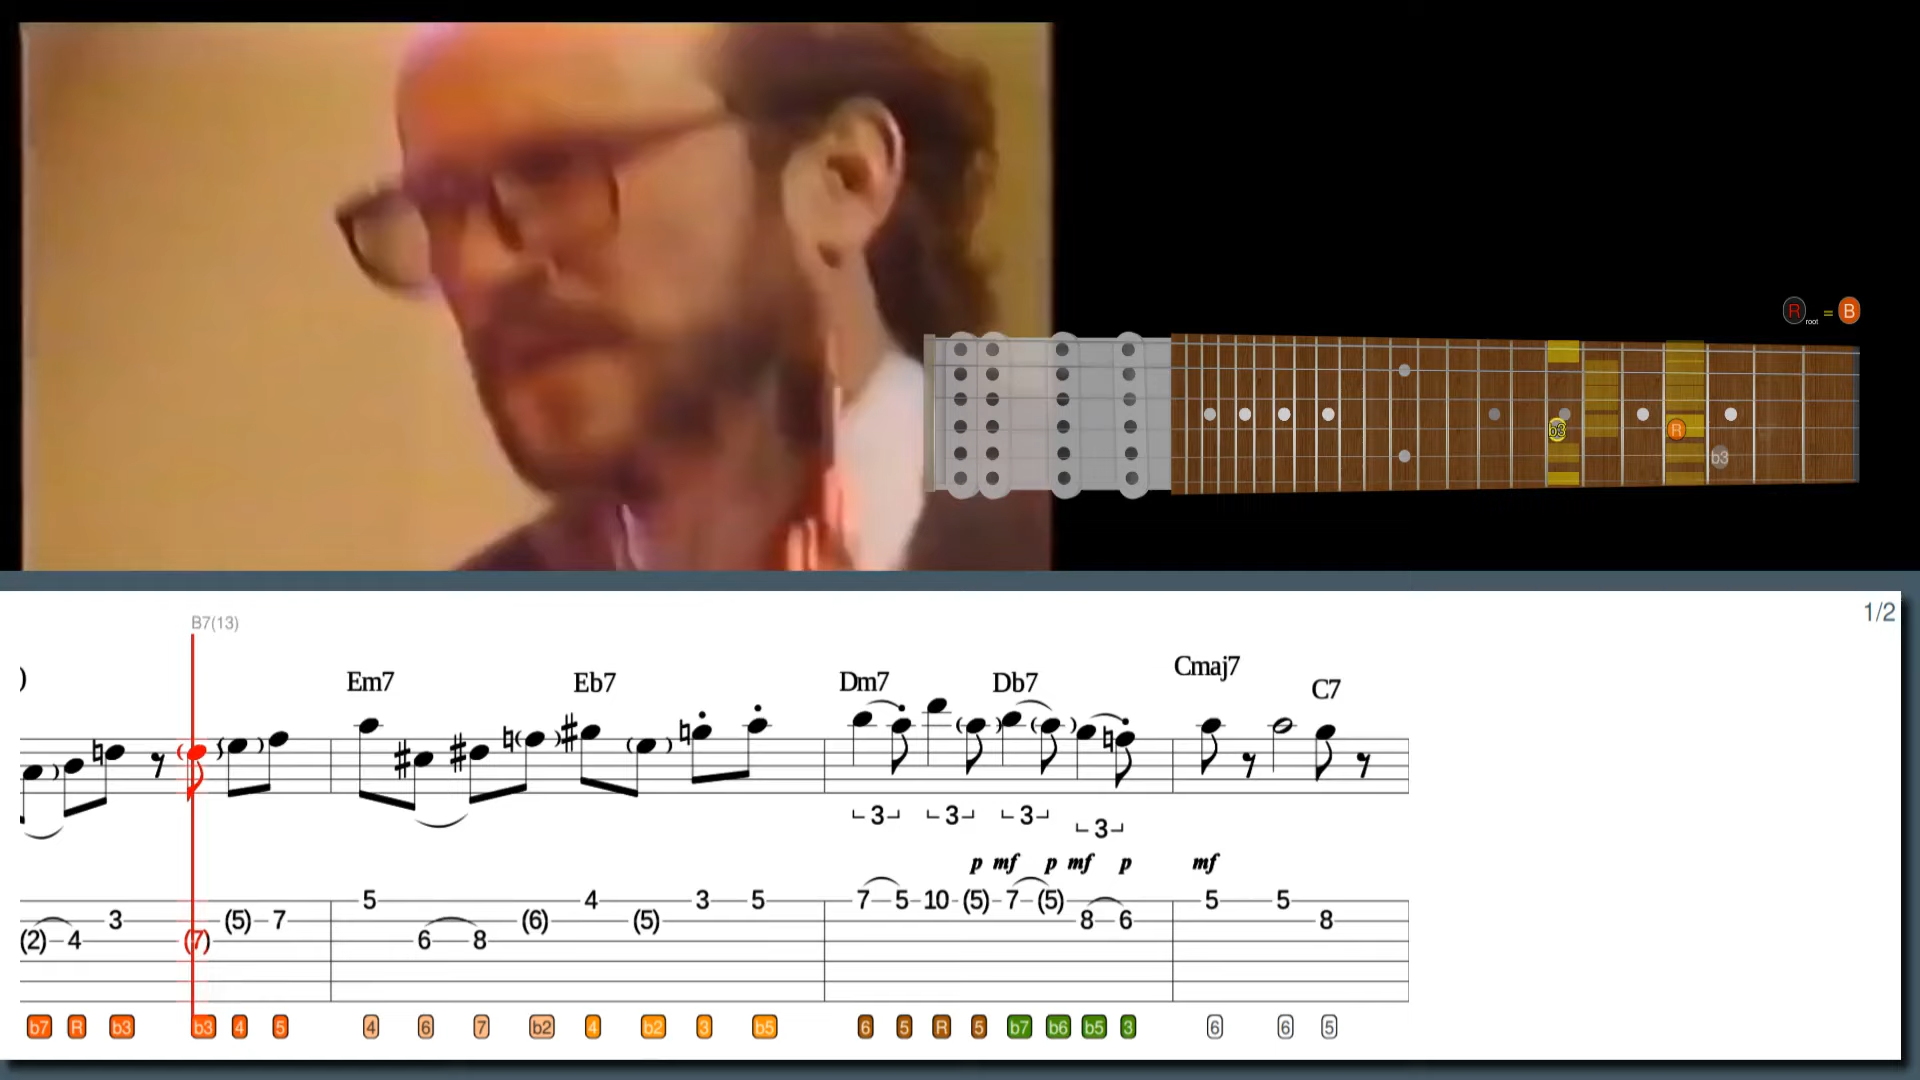 R root = B
b3 R
b3
1/2
B7(13)
) Em7 Eb7 Dm7 Db7 Cmaj7 C7
3 3 3 3
p mf p mf p mf
5 4 3 5 7 5 10 (5) 7 (5) 5 5
3 (5) 7 (6) (5) 8 6 8
(2) 4 (7) 6 8
b7 R b3 b3 4 5 4 6 7 b2 4 b2 3 b5 6 5 R 5 b7 b6 b5 3 6 6 5